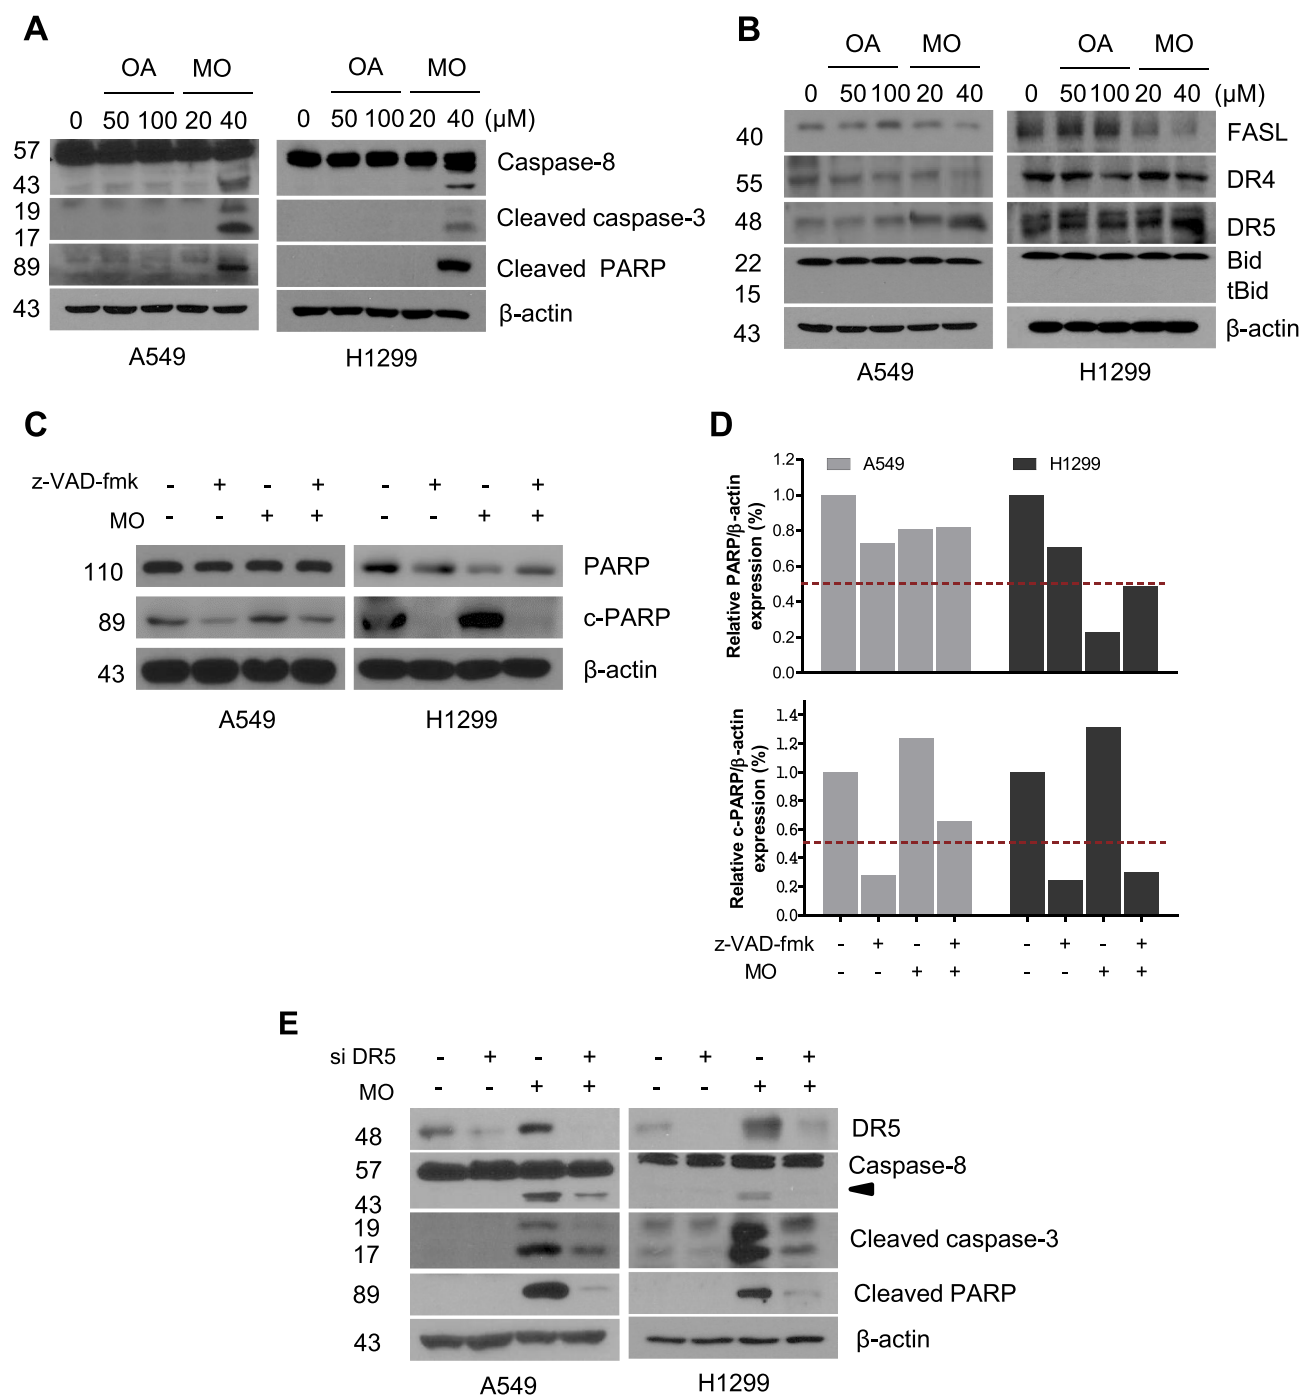 A
OA MO OA MO
0 50 100 20 40 0 50 100 20 40 (μM)
57 Caspase-8
43
19 Cleaved caspase-3
17
89 Cleaved PARP
43 β-actin
A549 H1299
B
OA MO OA MO
0 50 100 20 40 0 50 100 20 40 (μM)
40 FASL
55 DR4
48 DR5
22 Bid
15 tBid
43 β-actin
A549 H1299
C
z-VAD-fmk - + - + - + - +
MO - - + + - - + +
110 PARP
89 c-PARP
43 β-actin
A549 H1299
D
A549 H1299
Relative PARP/β-actin
expression (%)
1.2
1.0
0.8
0.6
0.4
0.2
0.0
Relative c-PARP/β-actin
expression (%)
1.4
1.2
1.0
0.8
0.6
0.4
0.2
0.0
z-VAD-fmk - + - + - + - +
MO - - + + - - + +
E
si DR5 - + - + - + - +
MO - - + + - - + +
48 DR5
57 Caspase-8
43
19
17 Cleaved caspase-3
89 Cleaved PARP
43 β-actin
A549 H1299